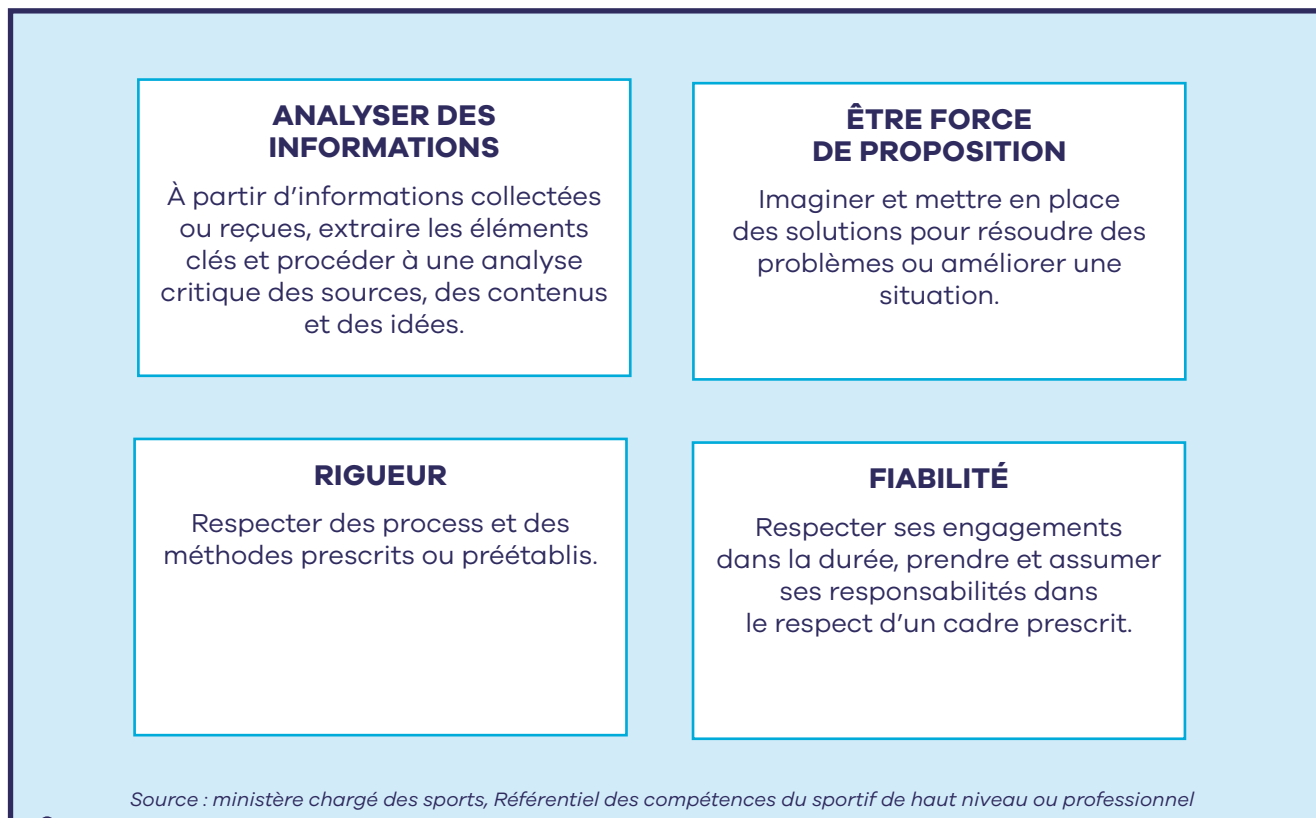 ANALYSER DES
INFORMATIONS
À partir d’informations collectées
ou reçues, extraire les éléments
clés et procéder à une analyse
critique des sources, des contenus
et des idées.
ÊTRE FORCE
DE PROPOSITION
Imaginer et mettre en place
des solutions pour résoudre des
problèmes ou améliorer une
situation.
RIGUEUR
Respecter des process et des
méthodes prescrits ou préétablis.
FIABILITÉ
Respecter ses engagements
dans la durée, prendre et assumer
ses responsabilités dans
le respect d’un cadre prescrit.
Source : ministère chargé des sports, Référentiel des compétences du sportif de haut niveau ou professionnel